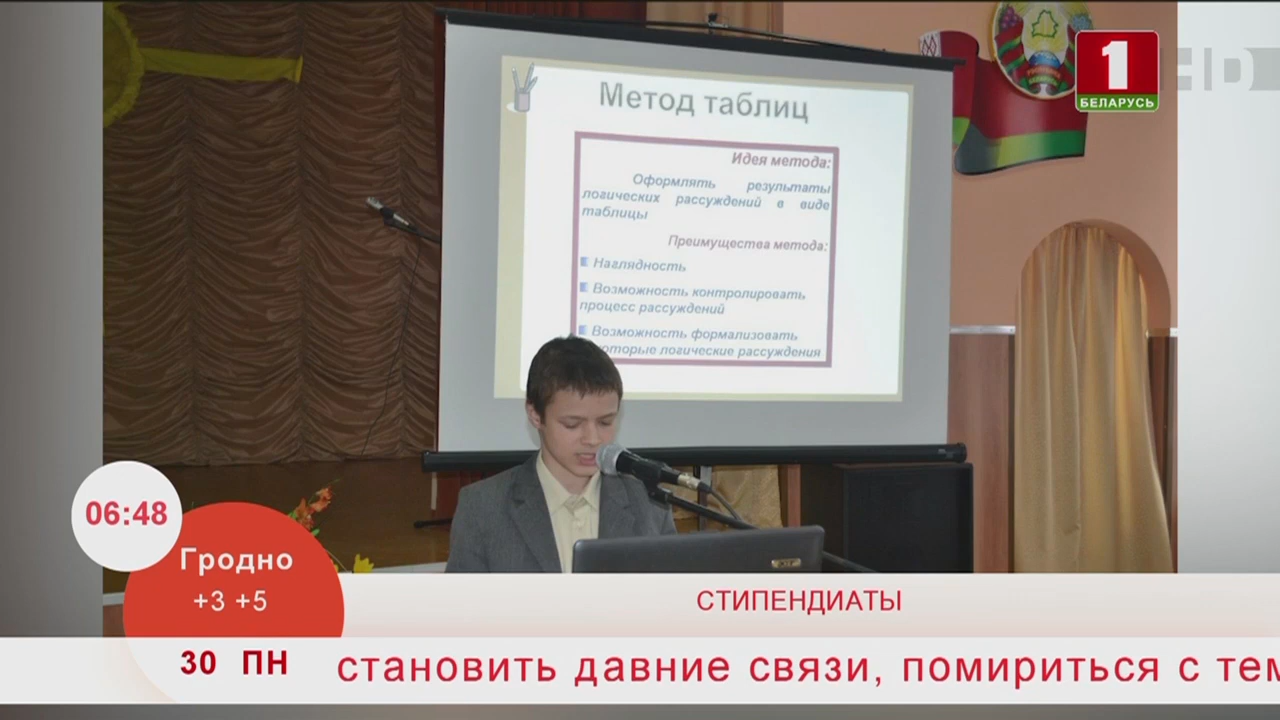 Метод таблиц
Идея метода:
Оформлять результаты
логических рассуждений в виде
таблицы
Преимущества метода:
Наглядность
Возможность контролировать
процесс рассуждений
Возможность формализовать
логические рассуждения
1
БЕЛАРУСЬ
HD
06:48
Гродно
+3 +5
СТИПЕНДИАТЫ
30 ПН
становить давние связи, помириться с тем